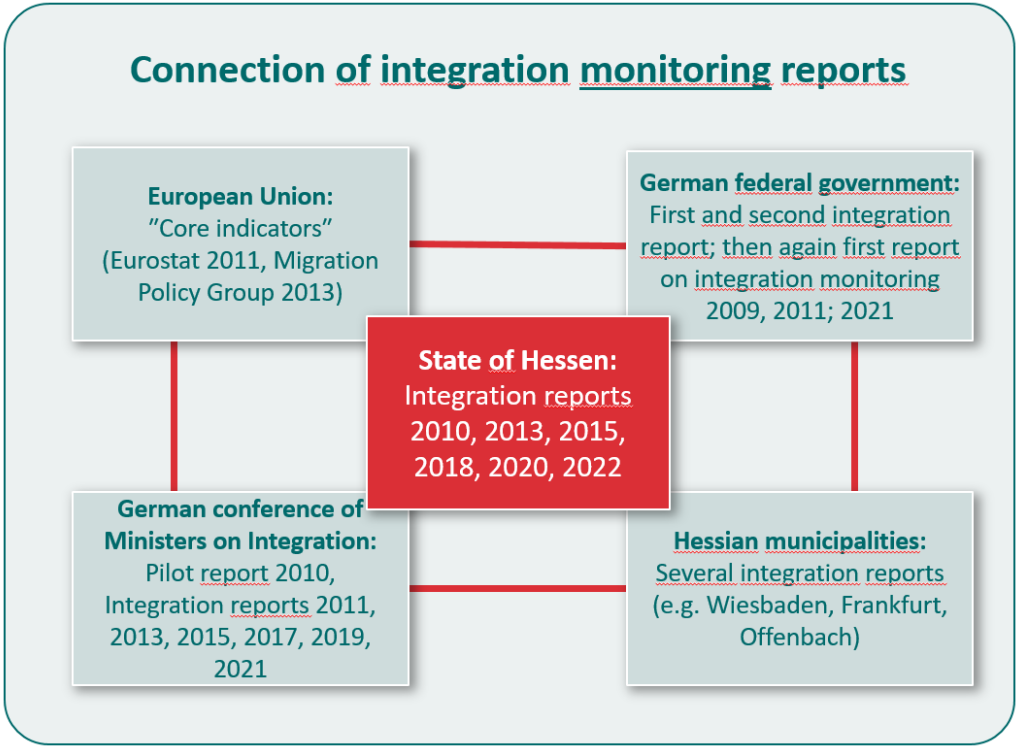 Connection of integration monitoring reports
European Union:
”Core indicators”
(Eurostat 2011, Migration
Policy Group 2013)
German federal government:
First and second integration
report; then again first report
on integration monitoring
2009, 2011; 2021
State of Hessen:
Integration reports
2010, 2013, 2015,
2018, 2020, 2022
German conference of
Ministers on Integration:
Pilot report 2010,
Integration reports 2011,
2013, 2015, 2017, 2019,
2021
Hessian municipalities:
Several integration reports
(e.g. Wiesbaden, Frankfurt,
Offenbach)